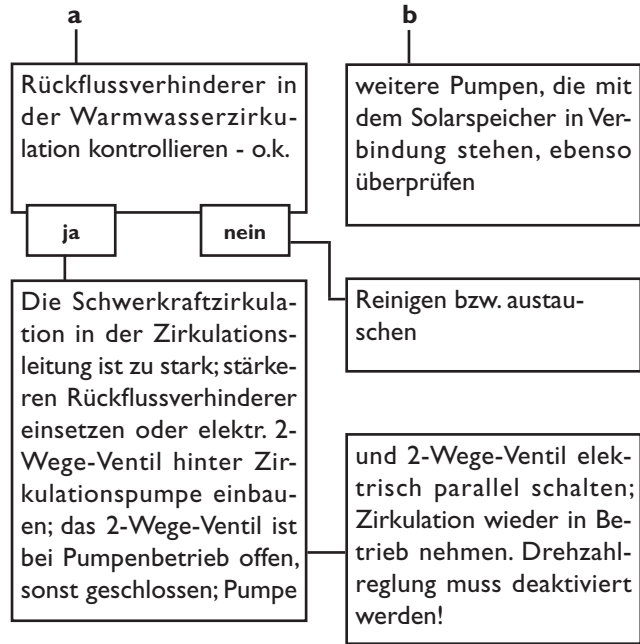 a
Rückflussverhinderer in
der Warmwasserzirku-
lation kontrollieren - o.k.
ja
nein
Die Schwerkraftzirkula-
tion in der Zirkulations-
leitung ist zu stark; stärke-
ren Rückflussverhinderer
einsetzen oder elektr. 2-
Wege-Ventil hinter Zir-
kulationspumpe einbau-
en; das 2-Wege-Ventil ist
bei Pumpenbetrieb offen,
sonst geschlossen; Pumpe
b
weitere Pumpen, die mit
dem Solarspeicher in Ver-
bindung stehen, ebenso
überprüfen
Reinigen bzw. austau-
schen
und 2-Wege-Ventil elek-
trisch parallel schalten;
Zirkulation wieder in Be-
trieb nehmen. Drehzahl-
reglung muss deaktiviert
werden!